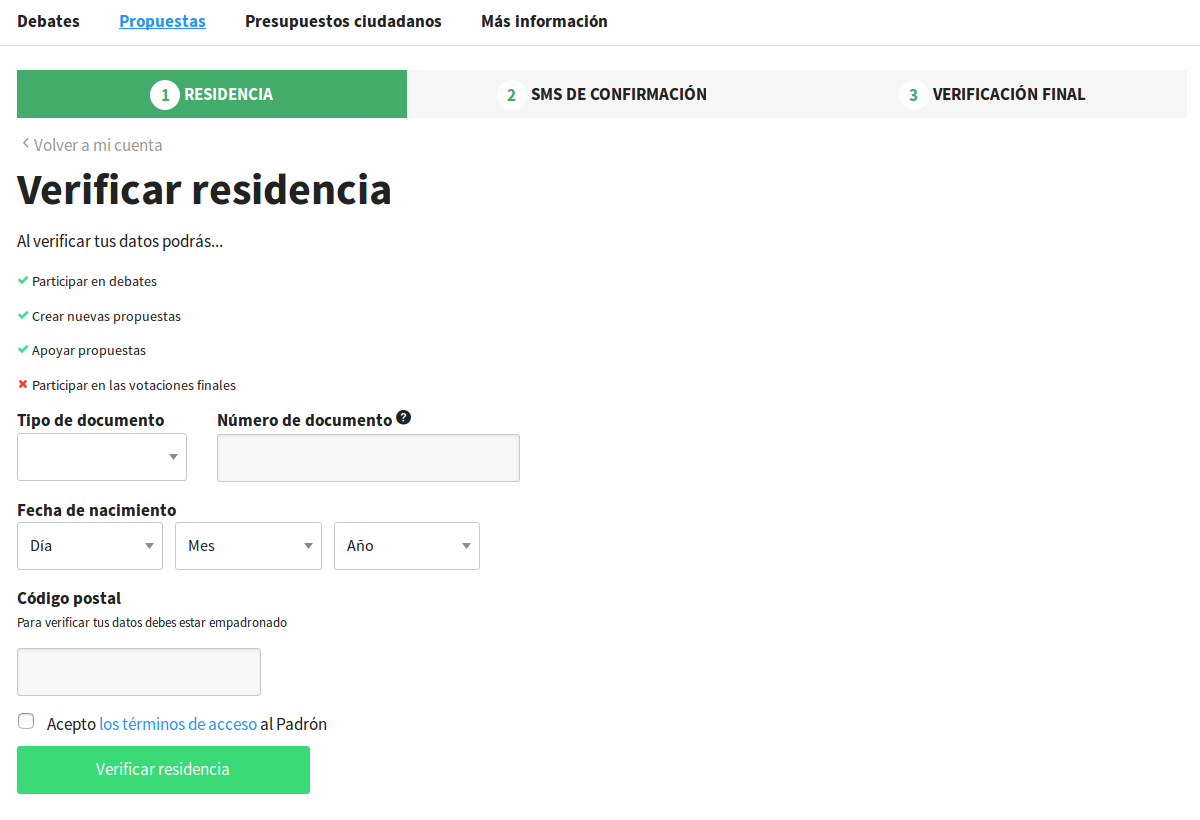 Debates Propuestas Presupuestos ciudadanos Más información
1 RESIDENCIA 2 SMS DE CONFIRMACIÓN 3 VERIFICACIÓN FINAL
Volver a mi cuenta
Verificar residencia
Al verificar tus datos podrás...
Participar en debates
Crear nuevas propuestas
Apoyar propuestas
Participar en las votaciones finales
Tipo de documento Número de documento ?
Fecha de nacimiento
Día Mes Año
Código postal
Para verificar tus datos debes estar empadronado
Acepto los términos de acceso al Padrón
Verificar residencia